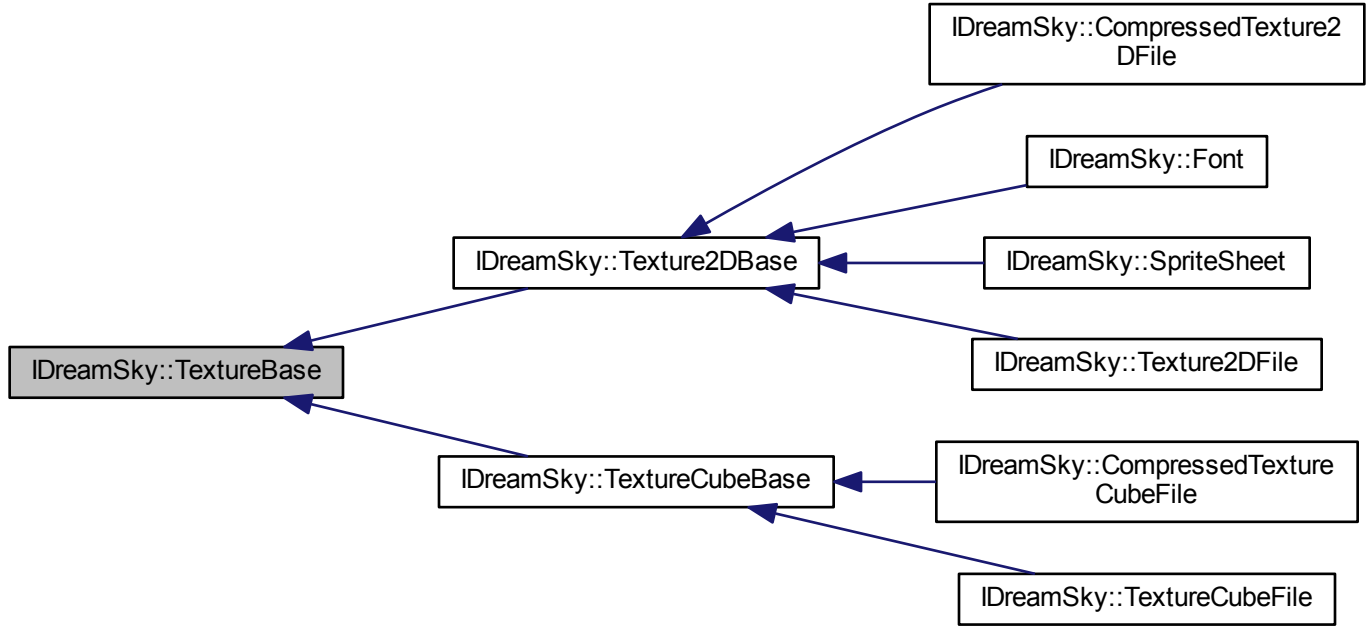 IDreamSky::CompressedTexture2
DFile
IDreamSky::Font
IDreamSky::Texture2DBase
IDreamSky::SpriteSheet
IDreamSky::Texture2DFile
IDreamSky::TextureBase
IDreamSky::TextureCubeBase
IDreamSky::CompressedTexture
CubeFile
IDreamSky::TextureCubeFile